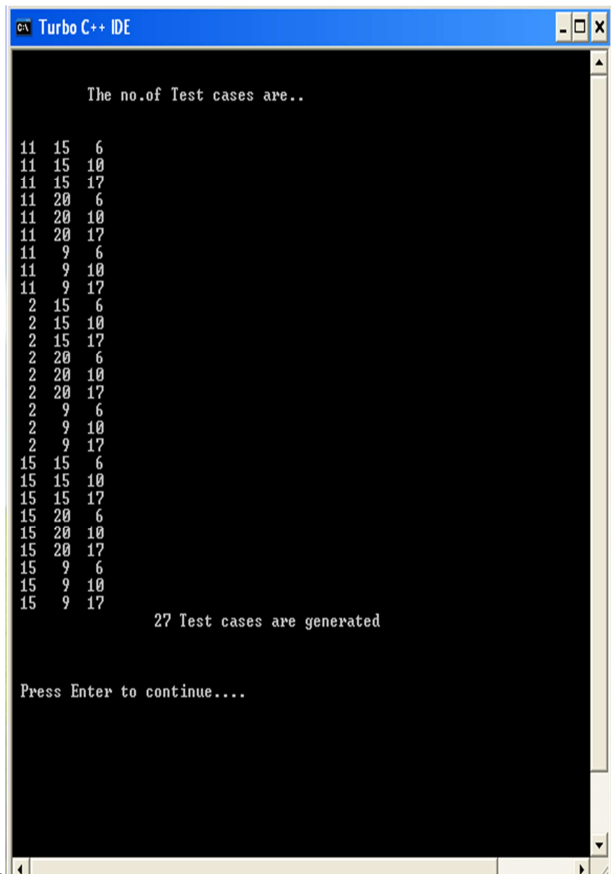 Turbo C++ IDE
The no.of Test cases are..
11 15 6
11 15 10
11 15 17
11 20 6
11 20 10
11 20 17
11 9 6
11 9 10
11 9 17
2 15 6
2 15 10
2 15 17
2 20 6
2 20 10
2 20 17
2 9 6
2 9 10
2 9 17
15 15 6
15 15 10
15 15 17
15 20 6
15 20 10
15 20 17
15 9 6
15 9 10
15 9 17
27 Test cases are generated
Press Enter to continue....